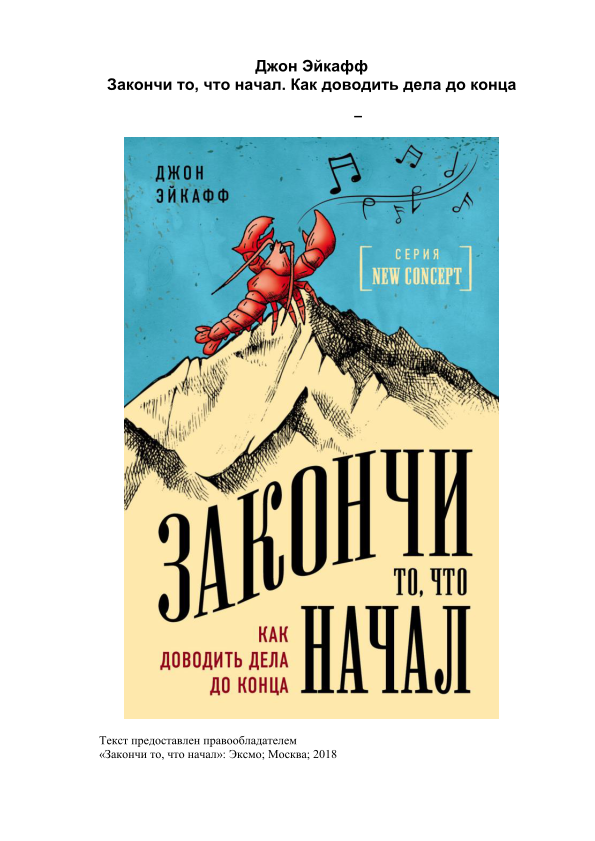 Джон Эйкафф
Закончи то, что начал. Как доводить дела до конца
–
ДЖОН
ЭЙКАФФ
СЕРИЯ
NEW CONCEPT
ЗАКОНЧИ
ТО, ЧТО
НАЧАЛ
КАК
ДОВОДИТЬ ДЕЛА
ДО КОНЦА
Текст предоставлен правообладателем
«Закончи то, что начал»: Эксмо; Москва; 2018